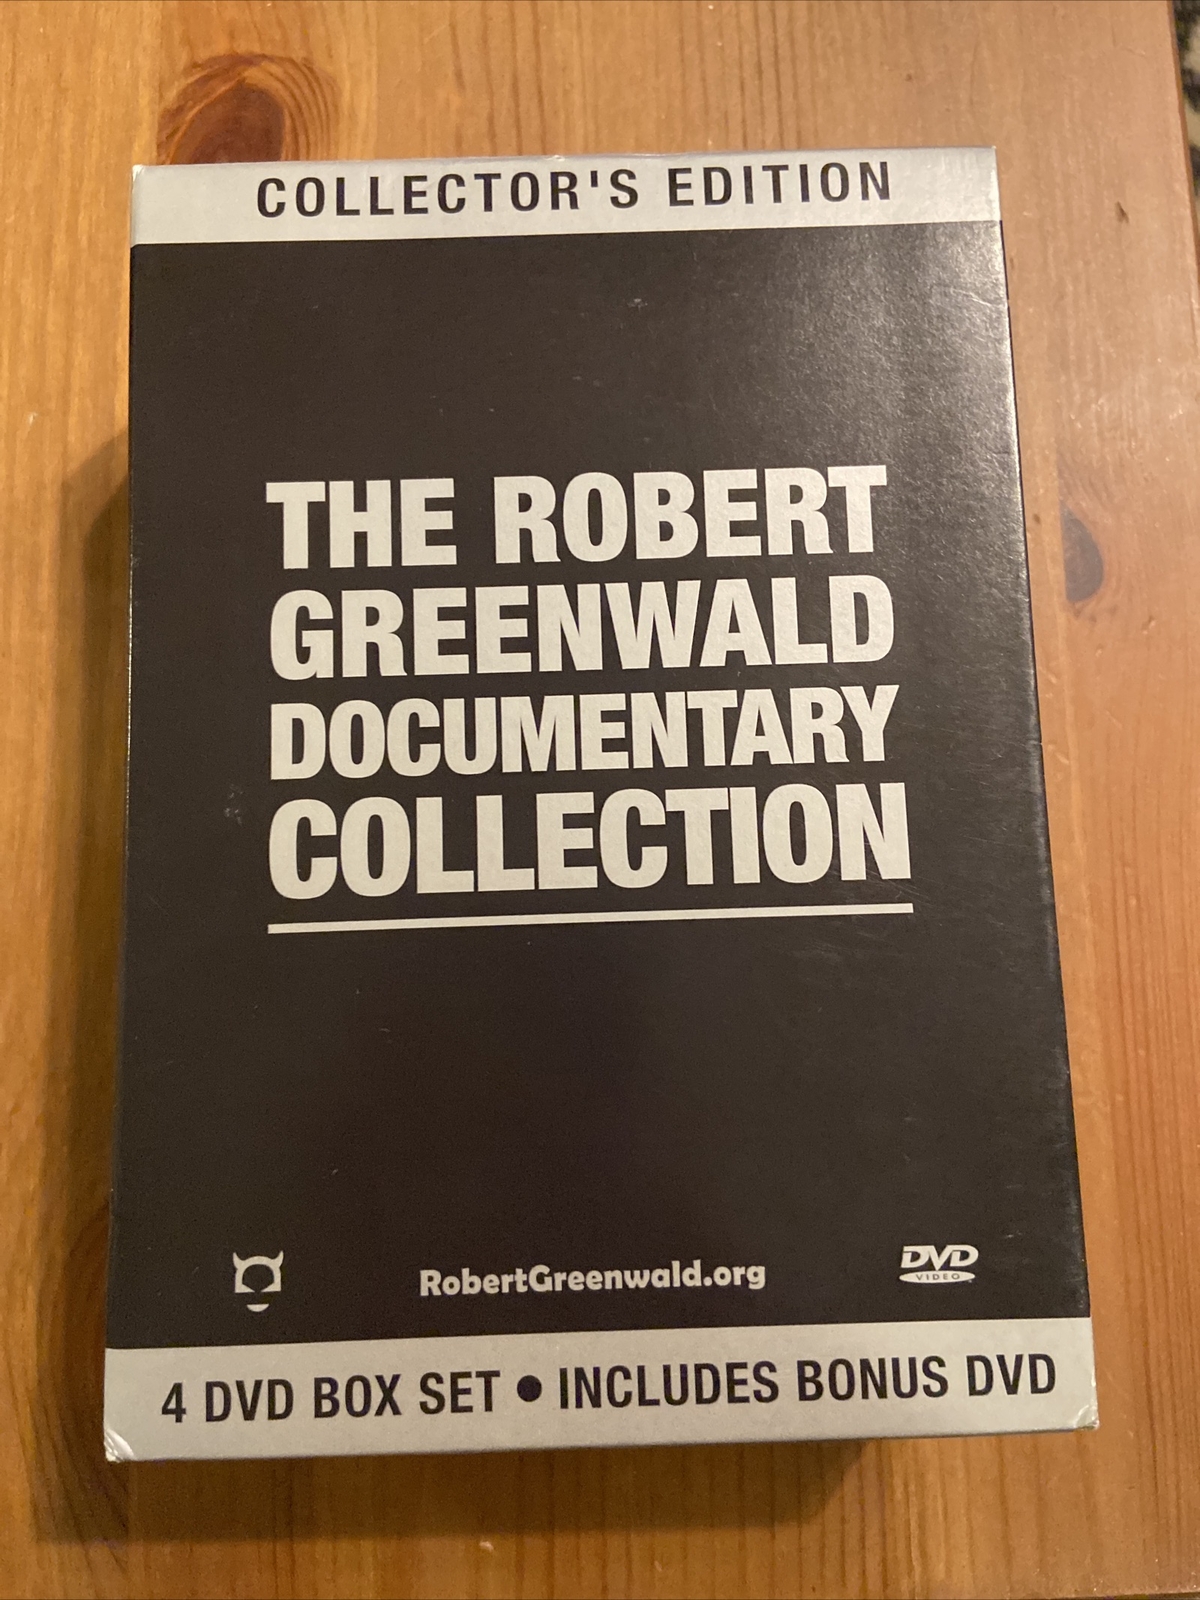 COLLECTOR'S EDITION
THE ROBERT
GREENWALD
DOCUMENTARY
COLLECTION
RobertGreenwald.org
DVD
VIDEO
4 DVD BOX SET • INCLUDES BONUS DVD